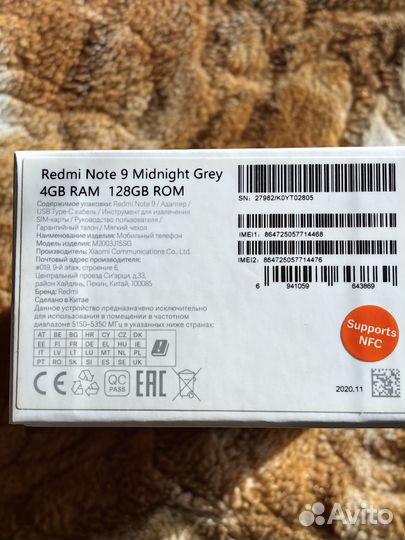 Redmi Note 9 Midnight Grey
4GB RAM 128GB ROM
Содержимое упаковки: Redmi Note 9 / Адаптер /
USB Type-C кабель / Инструмент для извлечения
SIM-карты / Руководство пользователя /
Гарантийный талон / Мягкий чехол
Наименование изделия: Мобильный телефон
Модель: M2003J15SG
Производитель: Xiaomi Communications Co., Ltd.
Почтовый адрес производителя:
#019, 9-й этаж, строение 6,
Центральный проезд Сиэрци, д.33,
район Хайдянь, Пекин, Китай, 100085
Бренд: Redmi
Сделано в Китае
Данное устройство предназначено исключительно
для использования в помещении в частотном
диапазоне 5150-5350 МГц в указанных ниже странах:
AT BE BG HR CY CZ DK
EE FI FR DE EL HU IE
IT LV LT LU MT NL PL
PT RO SK SI ES SE UK
CE
QC
PASS
EAC
SN: 27982/K0YT02805
IMEI1: 864725057714468
IMEI2: 864725057714476
6 941059 643869
Supports
NFC
2020.11
Avito